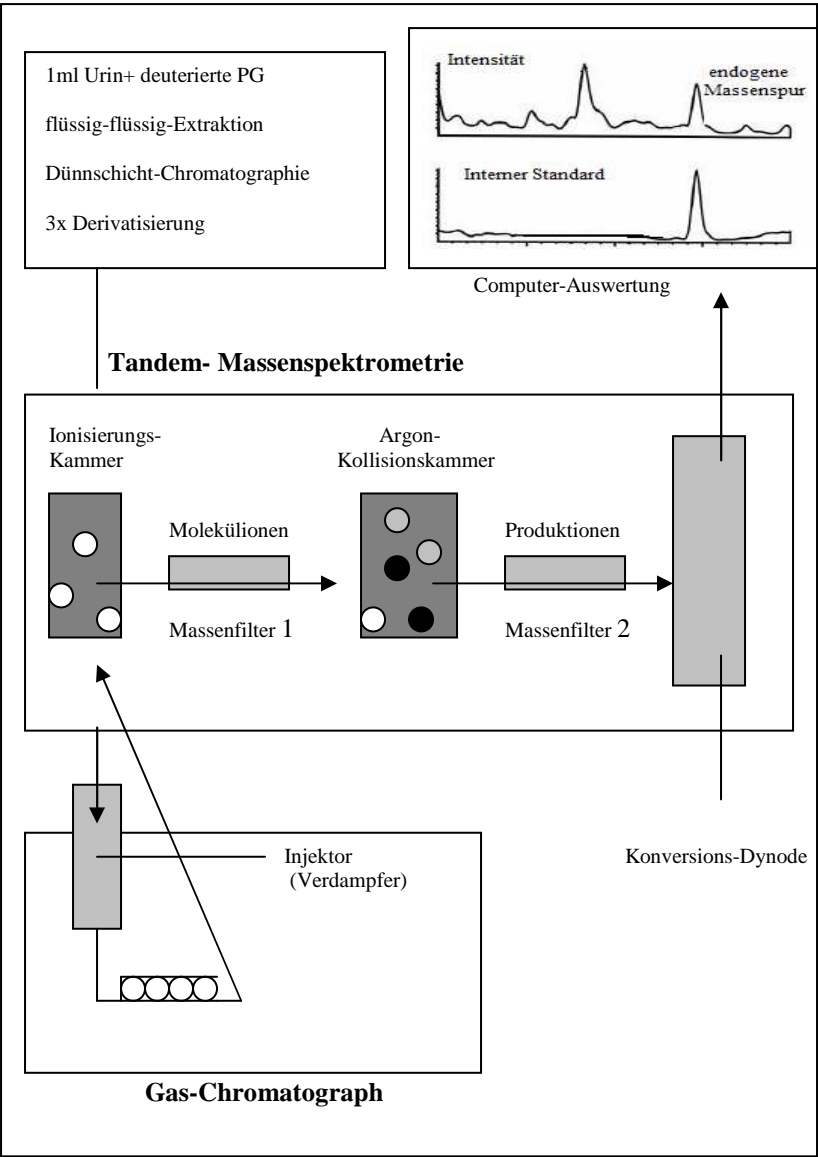 1ml Urin+ deuterierte PG
flüssig-flüssig-Extraktion
Dünnschicht-Chromatographie
3x Derivatisierung
Intensität
endogene
Massenspur
Interner Standard
Computer-Auswertung
Tandem- Massenspektrometrie
Ionisierungs-
Kammer
Molekülionen
Massenfilter 1
Argon-
Kollisionskammer
Produktionen
Massenfilter 2
Injektor
(Verdampfer)
Konversions-Dynode
Gas-Chromatograph